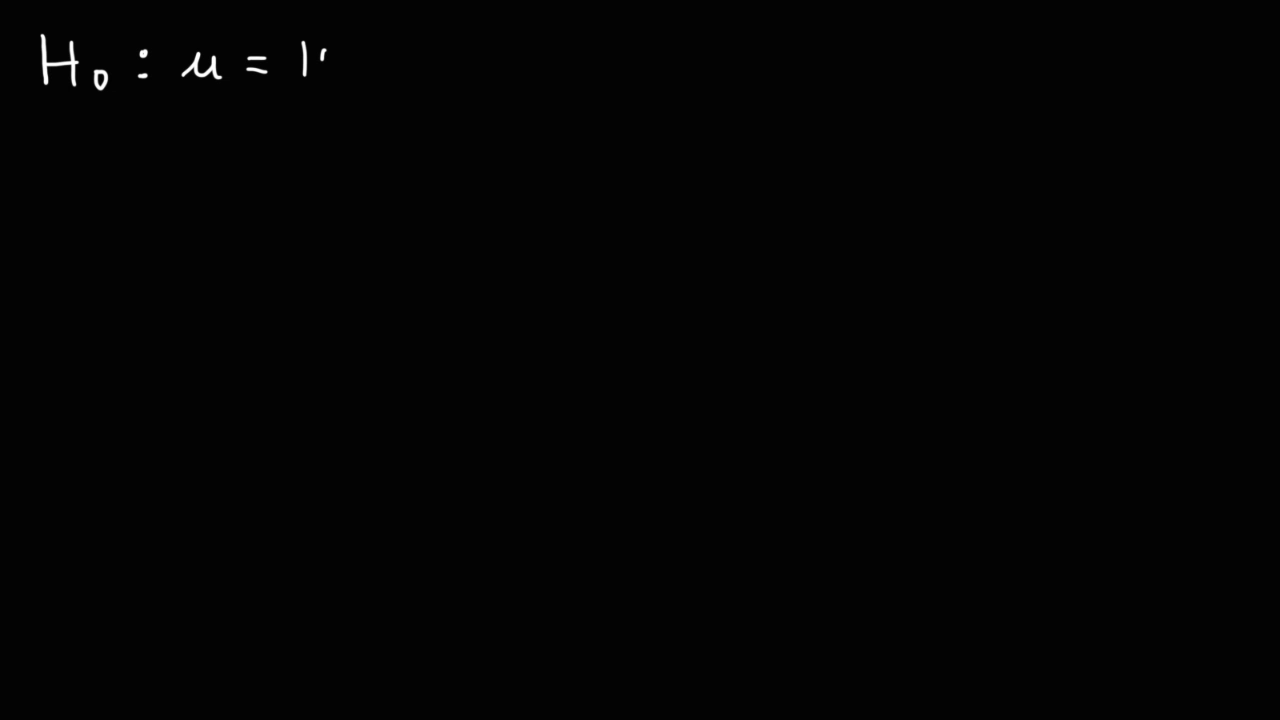 H₀ : μ = 1